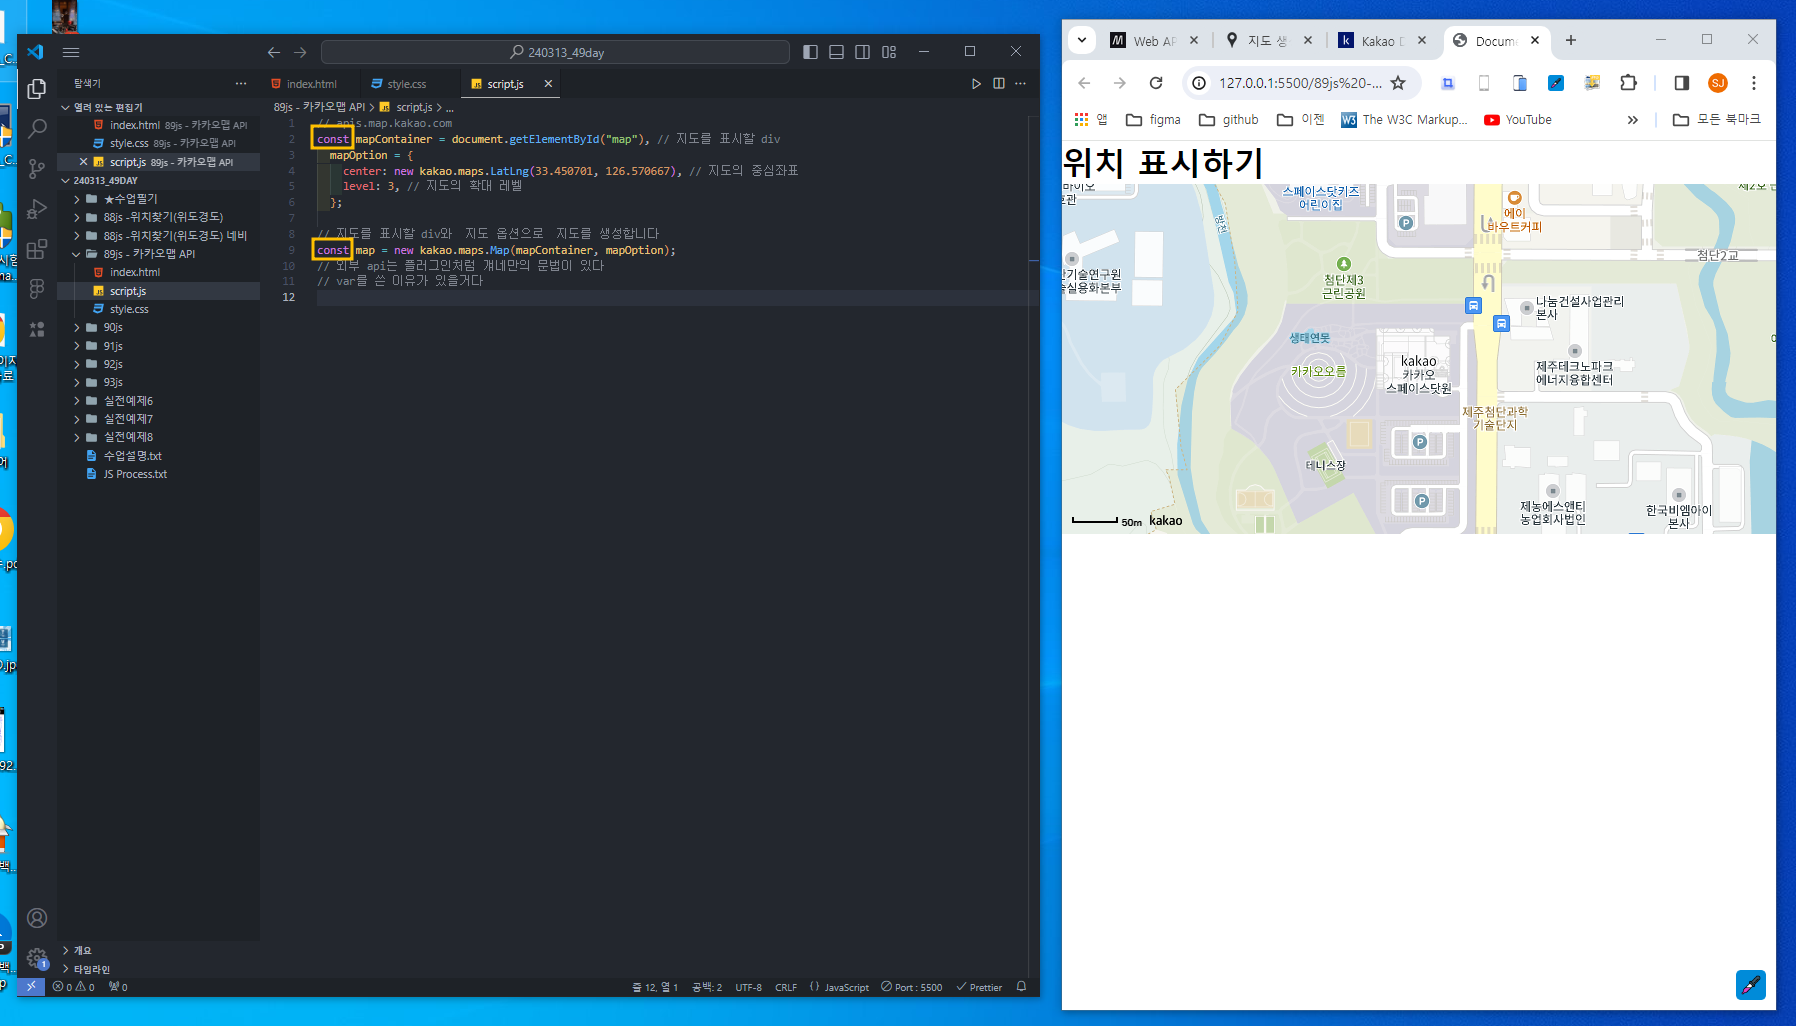 240313_49day
탐색기
index.html
style.css
script.js
열려 있는 편집기
index.html 89js - 카카오맵 API
style.css 89js - 카카오맵 API
script.js 89js - 카카오맵 API
240313_49DAY
★수업필기
88js -위치찾기(위도경도)
88js -위치찾기(위도경도) 네비
89js - 카카오맵 API
index.html
script.js
style.css
90js
91js
92js
93js
실전예제6
실전예제7
실전예제8
수업설명.txt
JS Process.txt
개요
타임라인
89js - 카카오맵 API > script.js > ...
1 // apis.map.kakao.com
2 const mapContainer = document.getElementById("map"), // 지도를 표시할 div
3 mapOption = {
4 center: new kakao.maps.LatLng(33.450701, 126.570667), // 지도의 중심좌표
5 level: 3, // 지도의 확대 레벨
6 };
7
8 // 지도를 표시할 div와 지도 옵션으로 지도를 생성합니다
9 const map = new kakao.maps.Map(mapContainer, mapOption);
10 // 외부 api는 플러그인처럼 걔네만의 문법이 있다
11 // var를 쓴 이유가 있을거다
12
0 0 0
줄 12, 열 1 공백: 2 UTF-8 CRLF {} JavaScript Port : 5500 Prettier
Web AP
지도 생
Kakao D
Docum
127.0.0.1:5500/89js%20-...
SJ
앱 figma github 이젠 W3 The W3C Markup... YouTube » 모든 북마크
위치 표시하기
스페이스닷키즈
어린이집
방천
에이
바우트커피
첨단2교
첨단제3
근린공원
나눔건설사업관리
본사
생태연못
카카오오름
kakao
카카오
스페이스닷원
제주테크노파크
에너지융합센터
제주첨단과학
기술단지
테니스장
제농에스앤티
농업회사법인
한국비엠아이
본사
P
P
P
50m kakao